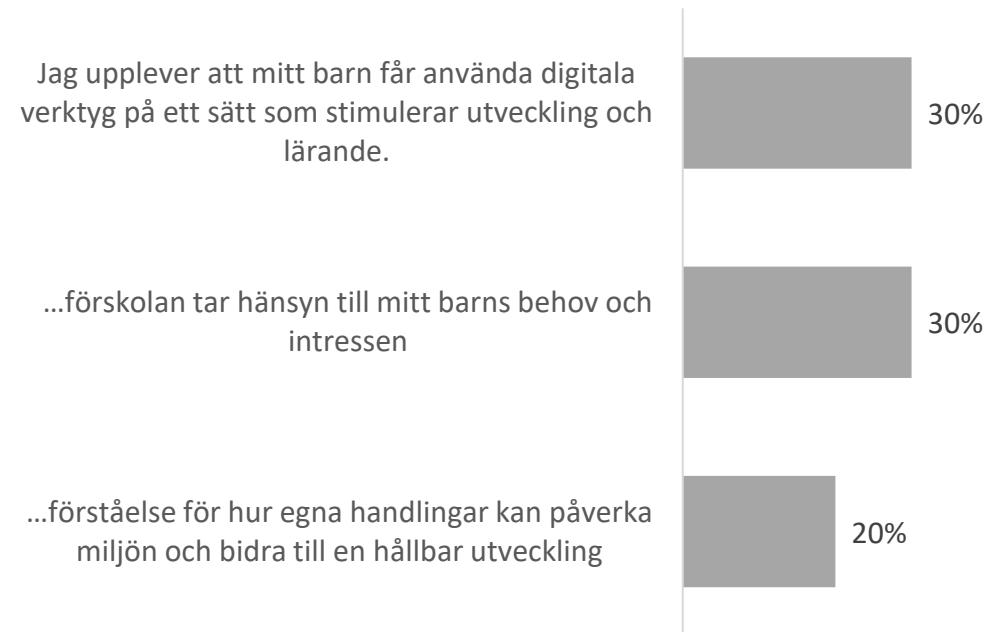 Jag upplever att mitt barn får använda digitala
verktyg på ett sätt som stimulerar utveckling och
lärande.
30%
…förskolan tar hänsyn till mitt barns behov och
intressen
30%
…förståelse för hur egna handlingar kan påverka
miljön och bidra till en hållbar utveckling
20%